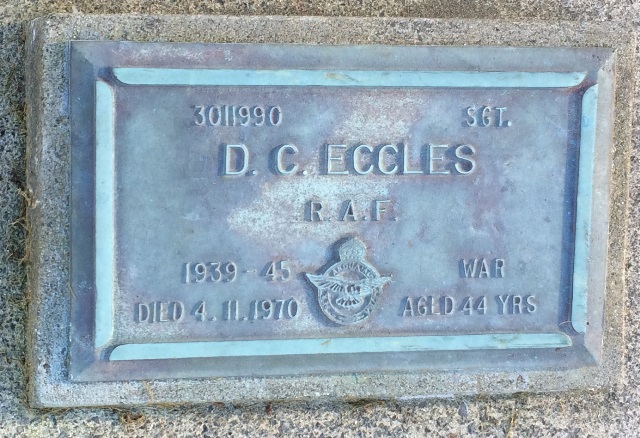 3011990 SGT.
D. C. ECCLES
R.A.F.
1939 - 45 WAR
DIED 4. 11. 1970 AGED 44 YRS